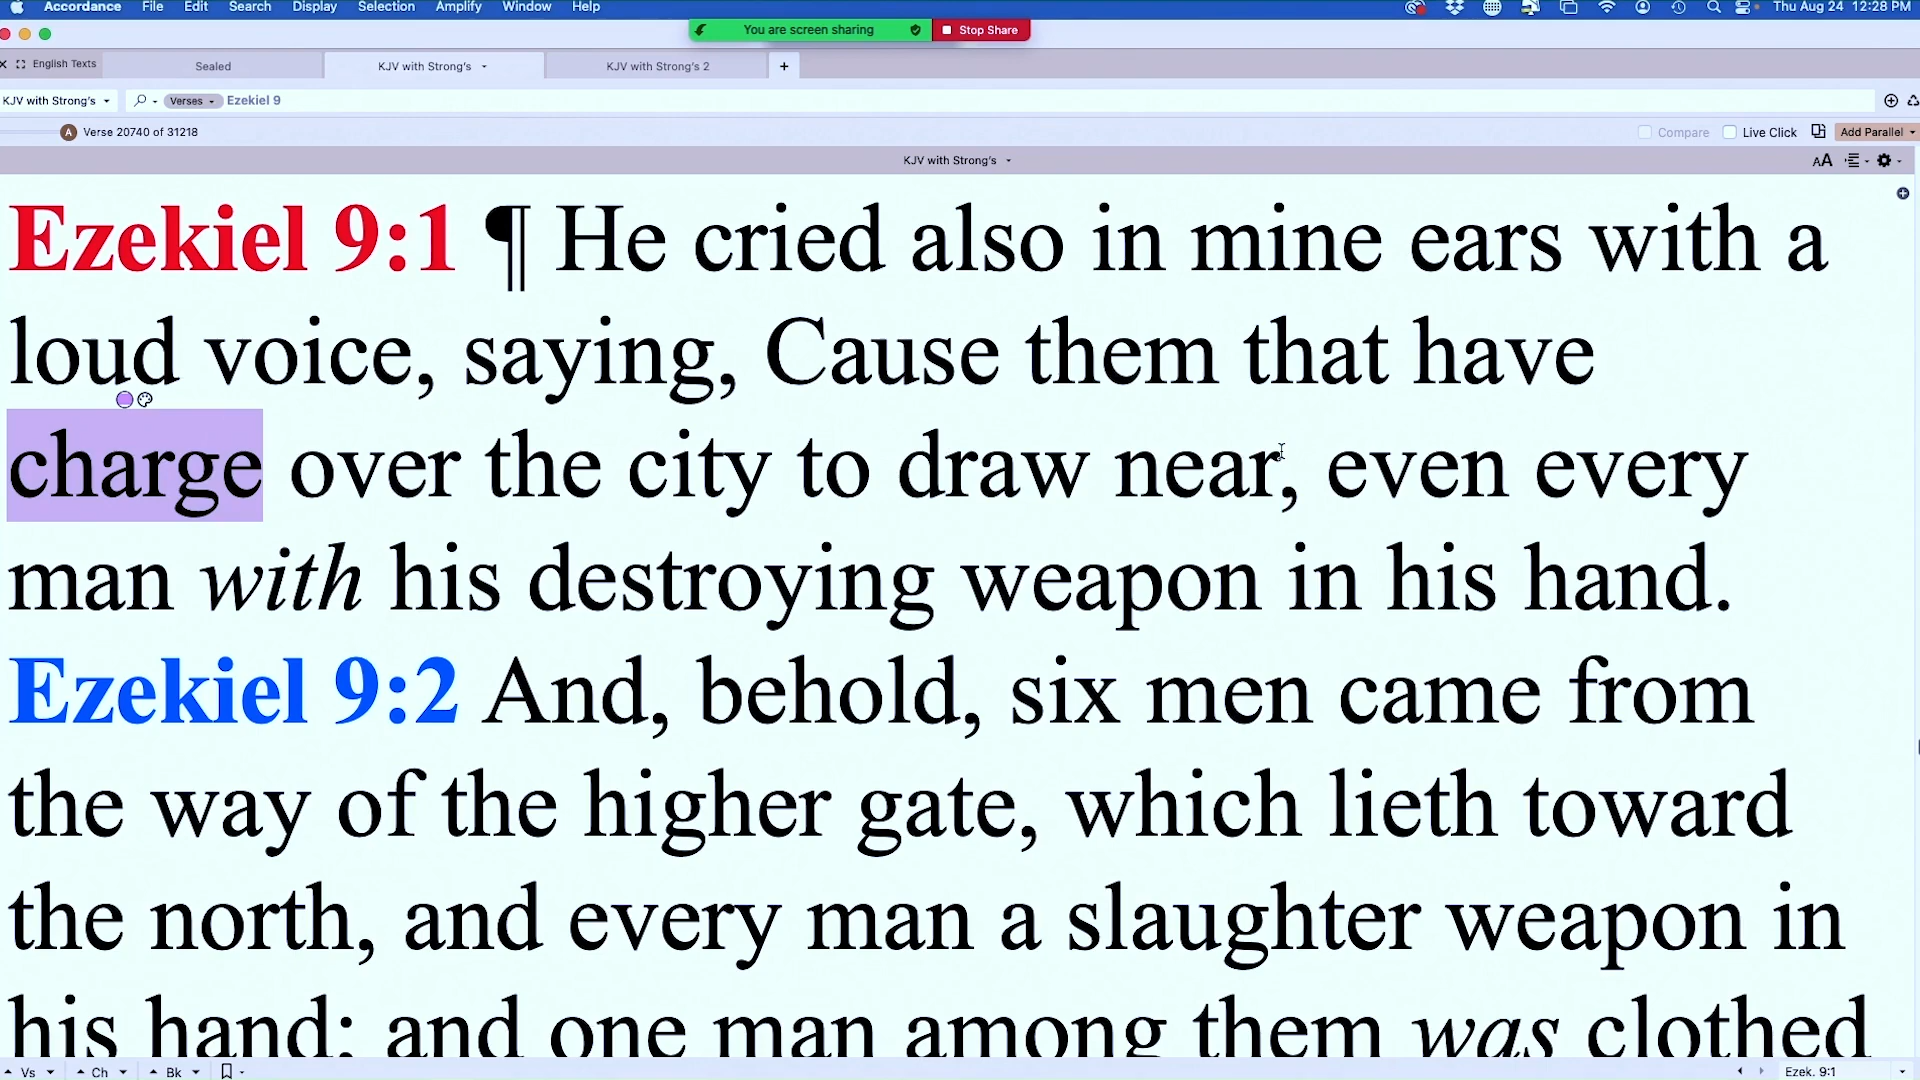 Accordance File Edit Search Display Selection Amplify Window Help Thu Aug 24 12:28 PM
You are screen sharing Stop Share
English Texts Sealed KJV with Strong's KJV with Strong's 2 +
KJV with Strong's Verses Ezekiel 9
A Verse 20740 of 31218 Compare Live Click Add Parallel
KJV with Strong's AA
Ezekiel 9:1 ¶ He cried also in mine ears with a
loud voice, saying, Cause them that have
charge over the city to draw near, even every
man with his destroying weapon in his hand.
Ezekiel 9:2 And, behold, six men came from
the way of the higher gate, which lieth toward
the north, and every man a slaughter weapon in
his hand; and one man among them was clothed
Vs Ch Bk Ezek. 9:1